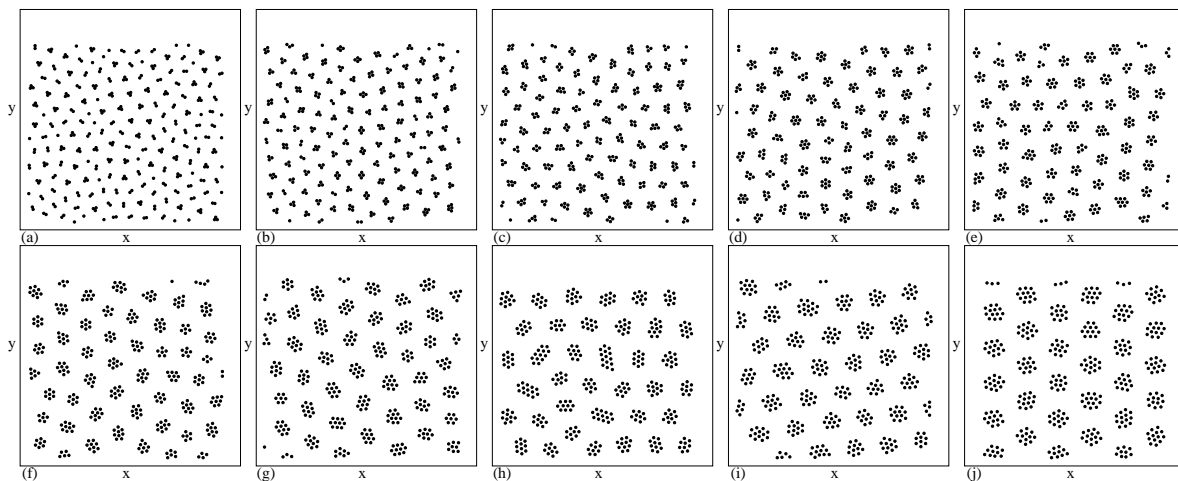 y
(a) x
y
(b) x
y
(c) x
y
(d) x
y
(e) x
y
(f) x
y
(g) x
y
(h) x
y
(i) x
y
(j) x